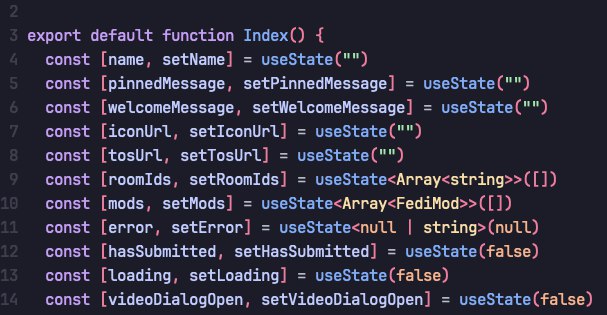 2
3 export default function Index() {
4 const [name, setName] = useState("")
5 const [pinnedMessage, setPinnedMessage] = useState("")
6 const [welcomeMessage, setWelcomeMessage] = useState("")
7 const [iconUrl, setIconUrl] = useState("")
8 const [tosUrl, setTosUrl] = useState("")
9 const [roomIds, setRoomIds] = useState<Array<string>>([])
10 const [mods, setMods] = useState<Array<FediMod>>([])
11 const [error, setError] = useState<null | string>(null)
12 const [hasSubmitted, setHasSubmitted] = useState(false)
13 const [loading, setLoading] = useState(false)
14 const [videoDialogOpen, setVideoDialogOpen] = useState(false)